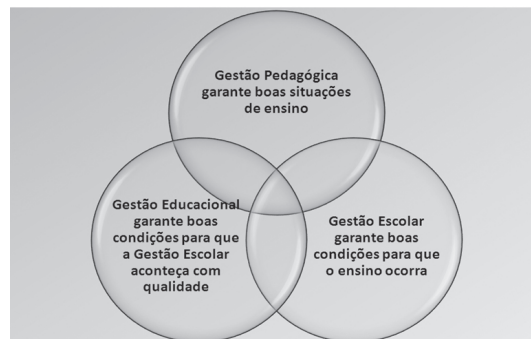 Gestão Pedagógica
garante boas situações
de ensino
Gestão Educacional
garante boas
condições para que
a Gestão Escolar
aconteça com
qualidade
Gestão Escolar
garante boas
condições para que
o ensino ocorra